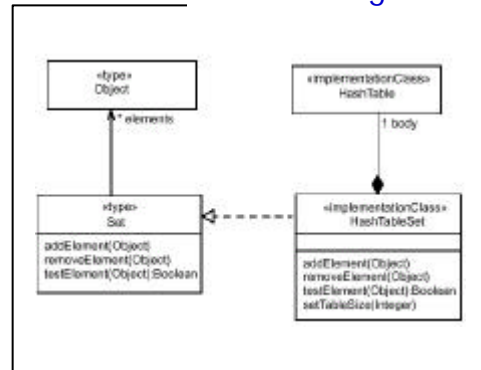 «type»
Object
* elements
«type»
Set
addElement(Object)
removeElement(Object)
testElement(Object):Boolean
«implementationClass»
HashTable
1 body
«implementationClass»
HashTableSet
addElement(Object)
removeElement(Object)
testElement(Object):Boolean
setTableSize(Integer)